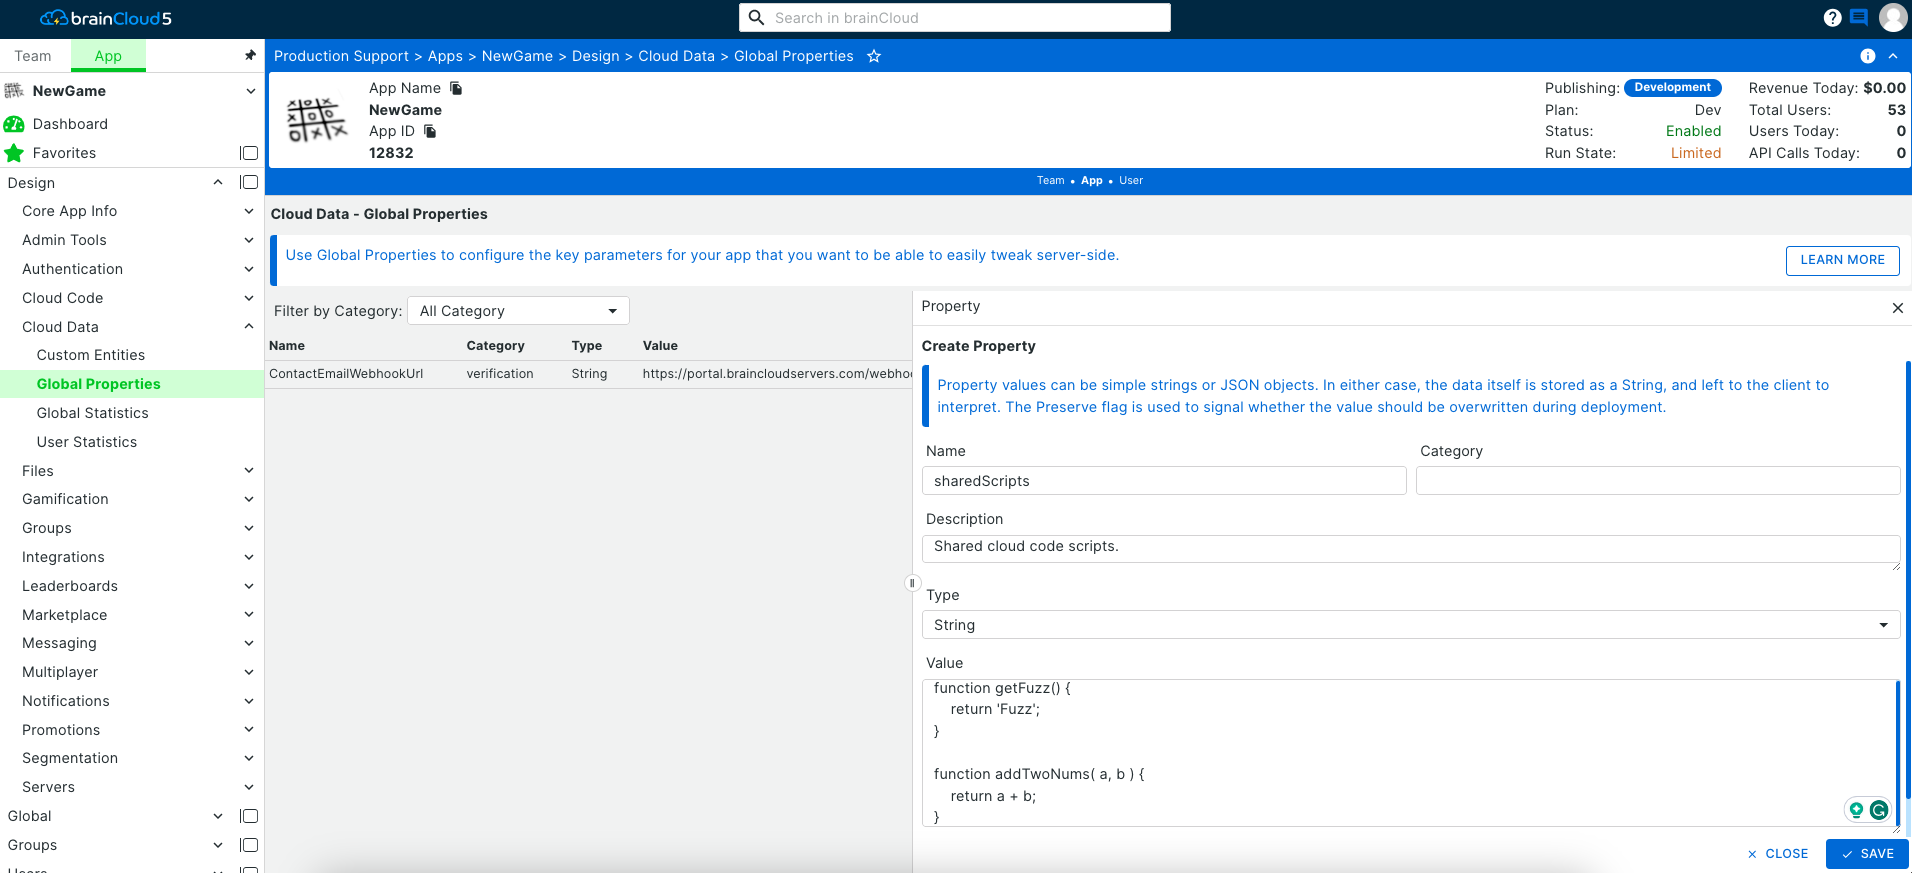 brainCloud5
Search in brainCloud
Team
App
Production Support > Apps > NewGame > Design > Cloud Data > Global Properties
NewGame
Dashboard
Favorites
Design
Core App Info
Admin Tools
Authentication
Cloud Code
Cloud Data
Custom Entities
Global Properties
Global Statistics
User Statistics
Files
Gamification
Groups
Integrations
Leaderboards
Marketplace
Messaging
Multiplayer
Notifications
Promotions
Segmentation
Servers
Global
Groups
Users
App Name
NewGame
App ID
12832
Publishing: Development
Plan: Dev
Status: Enabled
Run State: Limited
Revenue Today: $0.00
Total Users: 53
Users Today: 0
API Calls Today: 0
Team • App • User
Cloud Data - Global Properties
Use Global Properties to configure the key parameters for your app that you want to be able to easily tweak server-side.
LEARN MORE
Filter by Category: All Category
Name Category Type Value
ContactEmailWebhookUrl verification String https://portal.braincloudservers.com/webhoo
Property
Create Property
Property values can be simple strings or JSON objects. In either case, the data itself is stored as a String, and left to the client to
interpret. The Preserve flag is used to signal whether the value should be overwritten during deployment.
Name Category
sharedScripts
Description
Shared cloud code scripts.
Type
String
Value
function getFuzz() {
return 'Fuzz';
}
function addTwoNums( a, b ) {
return a + b;
}
CLOSE
SAVE